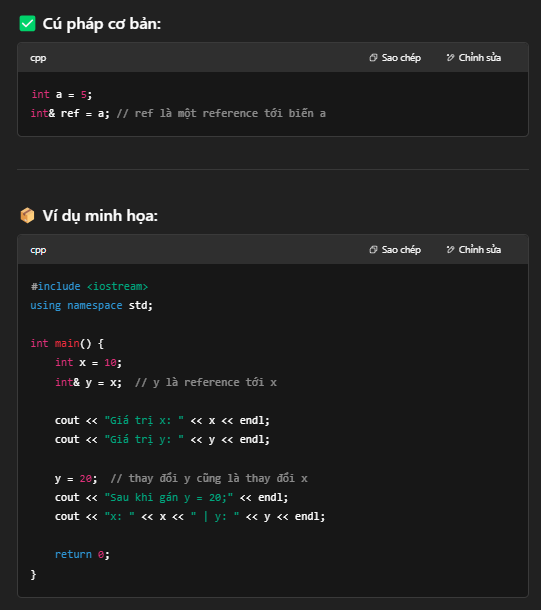 ✅ Cú pháp cơ bản:
cpp Sao chép Chỉnh sửa
int a = 5;
int& ref = a; // ref là một reference tới biến a
📦 Ví dụ minh họa:
cpp Sao chép Chỉnh sửa
#include <iostream>
using namespace std;
int main() {
    int x = 10;
    int& y = x;  // y là reference tới x
    cout << "Giá trị x: " << x << endl;
    cout << "Giá trị y: " << y << endl;
    y = 20;  // thay đổi y cũng là thay đổi x
    cout << "Sau khi gán y = 20;" << endl;
    cout << "x: " << x << " | y: " << y << endl;
    return 0;
}